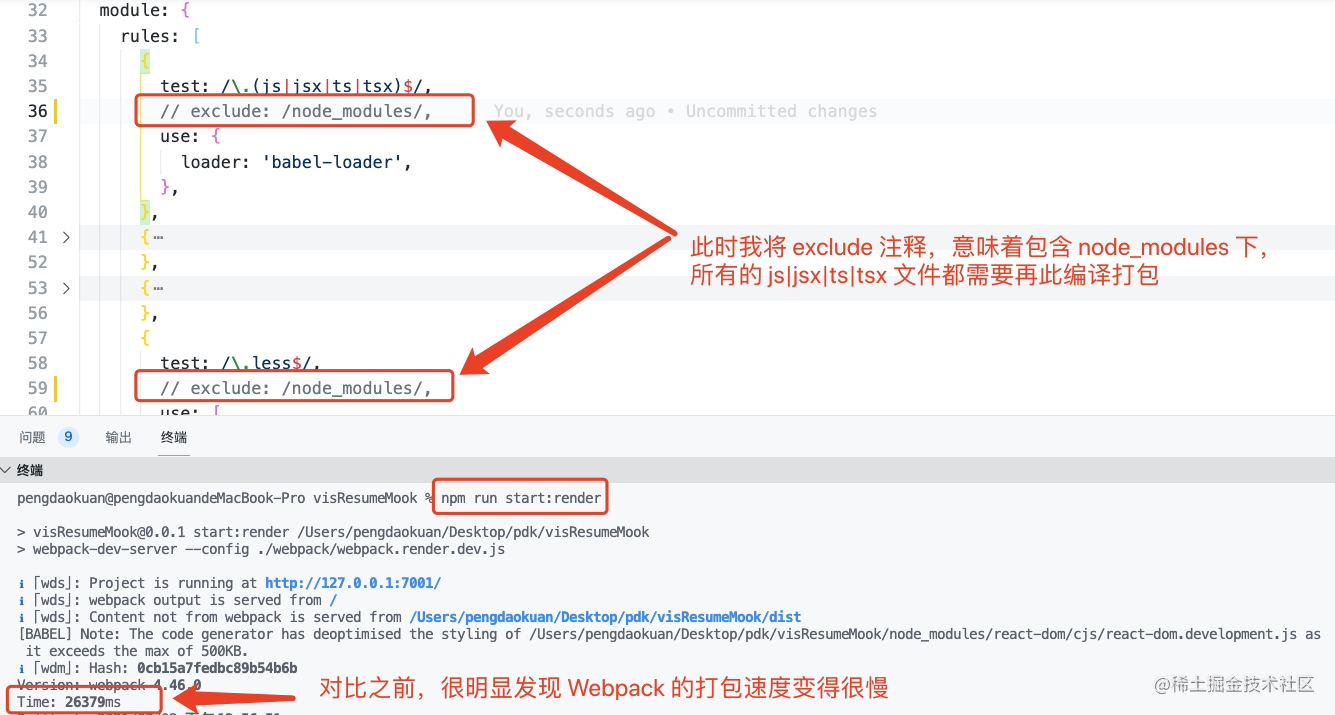 32 module: {
33 rules: [
34 {
35 test: /\.(js|jsx|ts|tsx)$/,
36 // exclude: /node_modules/, You, seconds ago • Uncommitted changes
37 use: {
38 loader: 'babel-loader',
39 },
40 },
41 { …
52 },
53 { …
56 },
57 {
58 test: /\.less$/,
59 // exclude: /node_modules/,
60 use: [
此时我将 exclude 注释，意味着包含 node_modules 下，
所有的 js|jsx|ts|tsx 文件都需要再此编译打包
问题 9 输出 终端
终端
pengdaokuan@pengdaokuandeMacBook-Pro visResumeMook % npm run start:render
> visResumeMook@0.0.1 start:render /Users/pengdaokuan/Desktop/pdk/visResumeMook
> webpack-dev-server --config ./webpack/webpack.render.dev.js
ℹ ｢wds｣: Project is running at http://127.0.0.1:7001/
ℹ ｢wds｣: webpack output is served from /
ℹ ｢wds｣: Content not from webpack is served from /Users/pengdaokuan/Desktop/pdk/visResumeMook/dist
[BABEL] Note: The code generator has deoptimised the styling of /Users/pengdaokuan/Desktop/pdk/visResumeMook/node_modules/react-dom/cjs/react-dom.development.js as
it exceeds the max of 500KB.
ℹ ｢wdm｣: Hash: 0cb15a7fedbc89b54b6b
Version: webpack 4.46.0
Time: 26379ms
对比之前，很明显发现 Webpack 的打包速度变得很慢
@稀土掘金技术社区